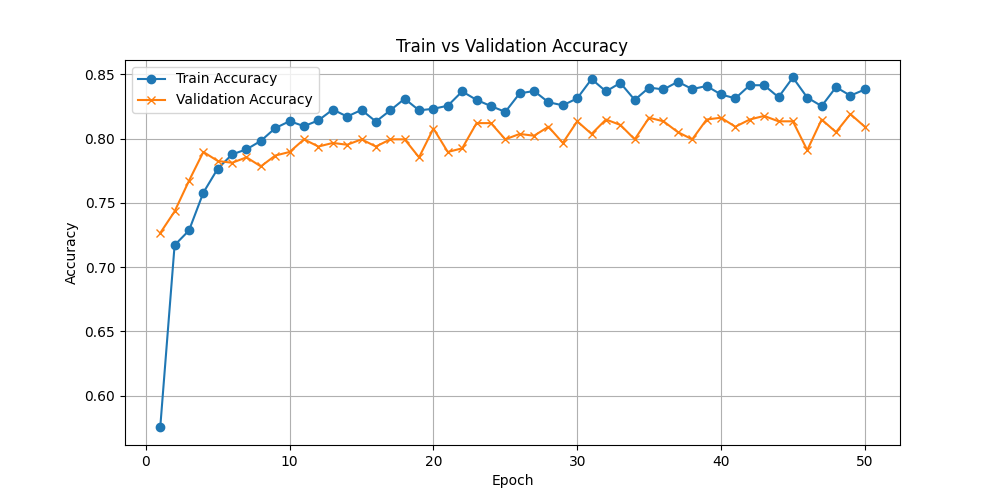 Train vs Validation Accuracy
Train Accuracy
Validation Accuracy
Accuracy
0.85
0.80
0.75
0.70
0.65
0.60
0 10 20 30 40 50
Epoch